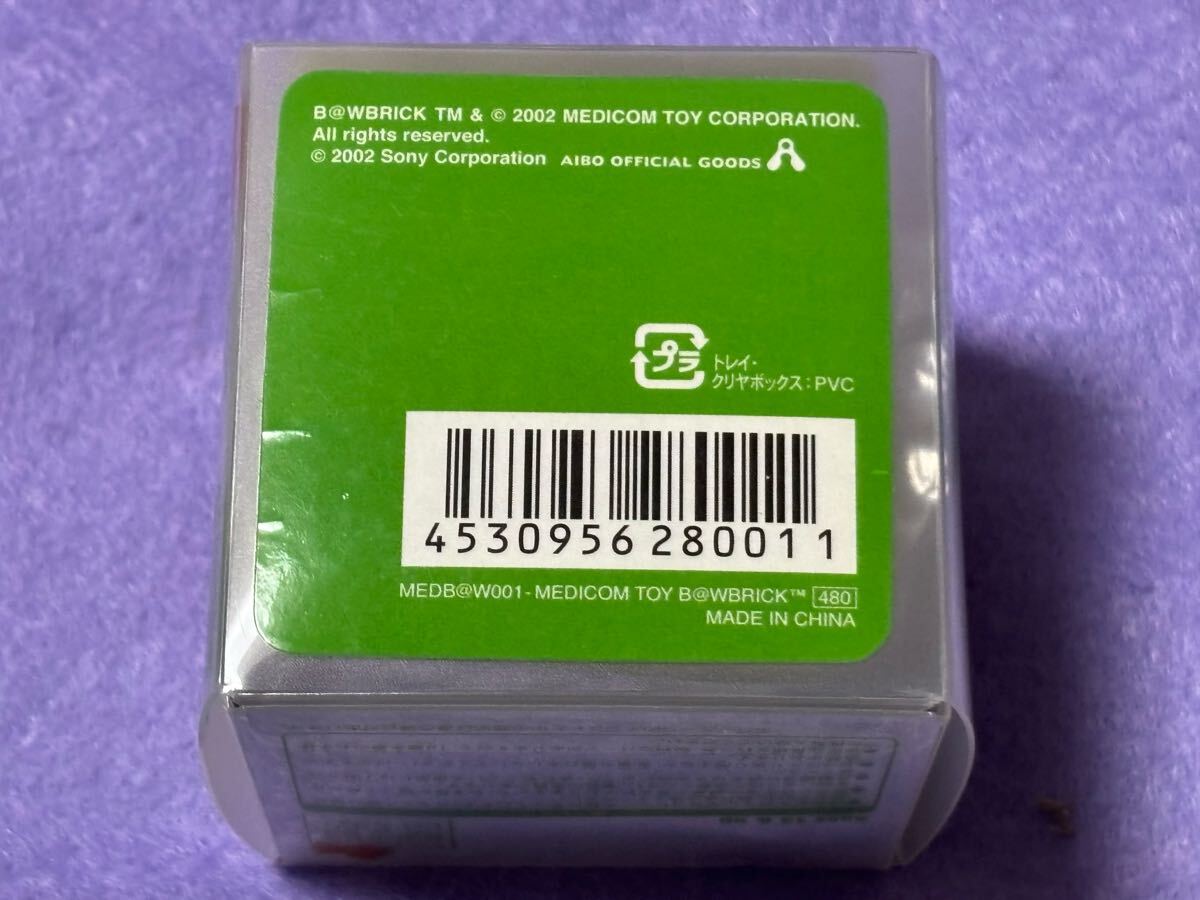 B@WBRICK TM & © 2002 MEDICOM TOY CORPORATION.
All rights reserved.
© 2002 Sony Corporation AIBO OFFICIAL GOODS
プラ
トレイ・
クリヤボックス:PVC
4530956280011
MEDB@W001-MEDICOM TOY B@WBRICK™ 480
MADE IN CHINA